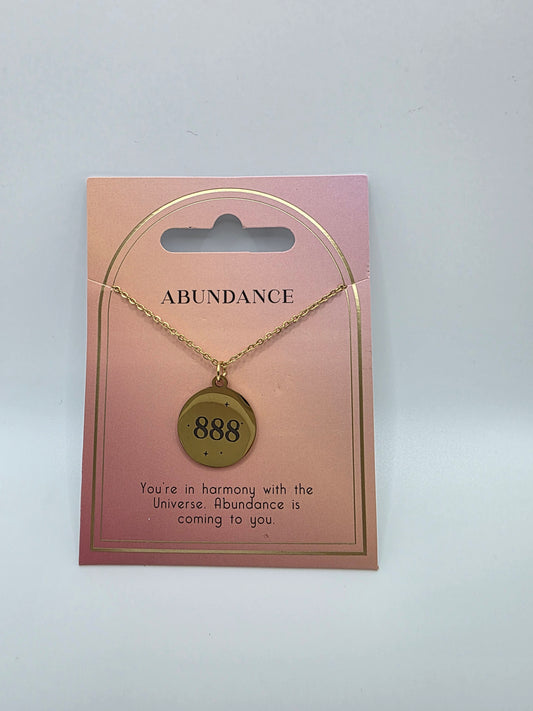 ABUNDANCE
888
You're in harmony with the
Universe. Abundance is
coming to you.